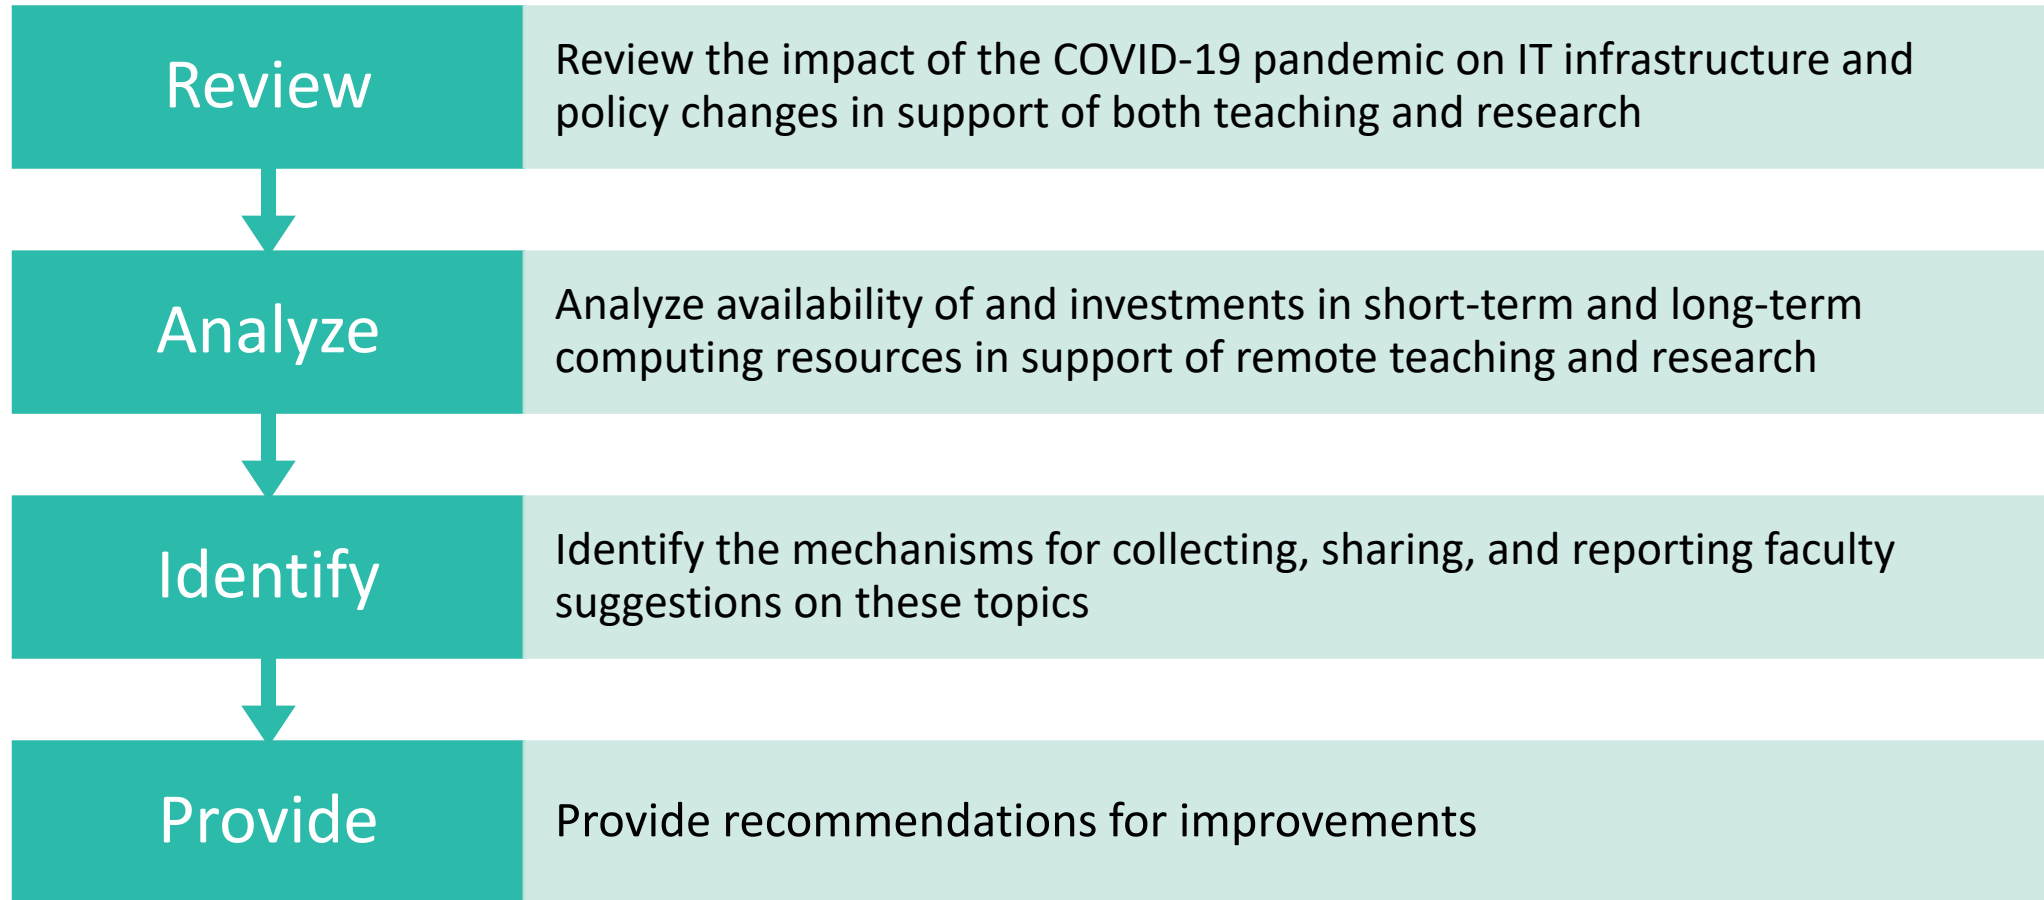 Review
Review the impact of the COVID-19 pandemic on IT infrastructure and
policy changes in support of both teaching and research
Analyze
Analyze availability of and investments in short-term and long-term
computing resources in support of remote teaching and research
Identify
Identify the mechanisms for collecting, sharing, and reporting faculty
suggestions on these topics
Provide
Provide recommendations for improvements